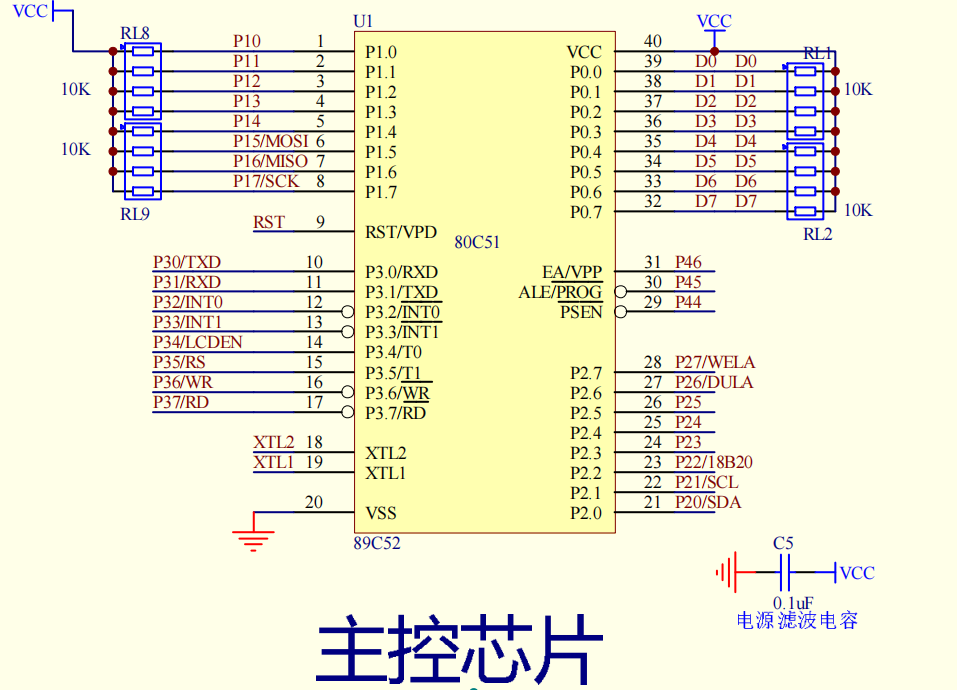 VCC
U1
VCC
RL8
P10 1 P1.0 VCC 40
RL1
P11 2 P1.1 P0.0 39 D0 D0
10K P12 3 P1.2 P0.1 38 D1 D1 10K
P13 4 P1.3 P0.2 37 D2 D2
P14 5 P1.4 P0.3 36 D3 D3
10K P15/MOSI 6 P1.5 P0.4 35 D4 D4
P16/MISO 7 P1.6 P0.5 34 D5 D5
P17/SCK 8 P1.7 P0.6 33 D6 D6
P0.7 32 D7 D7 10K
RL9
RST 9 RST/VPD
RL2
80C51
P30/TXD 10 P3.0/RXD EA/VPP 31 P46
P31/RXD 11 P3.1/TXD ALE/PROG 30 P45
P32/INT0 12 P3.2/INT0 PSEN 29 P44
P33/INT1 13 P3.3/INT1
P34/LCDEN 14 P3.4/T0
P35/RS 15 P3.5/T1 P2.7 28 P27/WELA
P36/WR 16 P3.6/WR P2.6 27 P26/DULA
P37/RD 17 P3.7/RD P2.5 26 P25
P2.4 25 P24
XTL2 18 XTL2 P2.3 24 P23
XTL1 19 XTL1 P2.2 23 P22/18B20
P2.1 22 P21/SCL
20 VSS P2.0 21 P20/SDA
89C52
C5
VCC
0.1uF
电源滤波电容
主控芯片